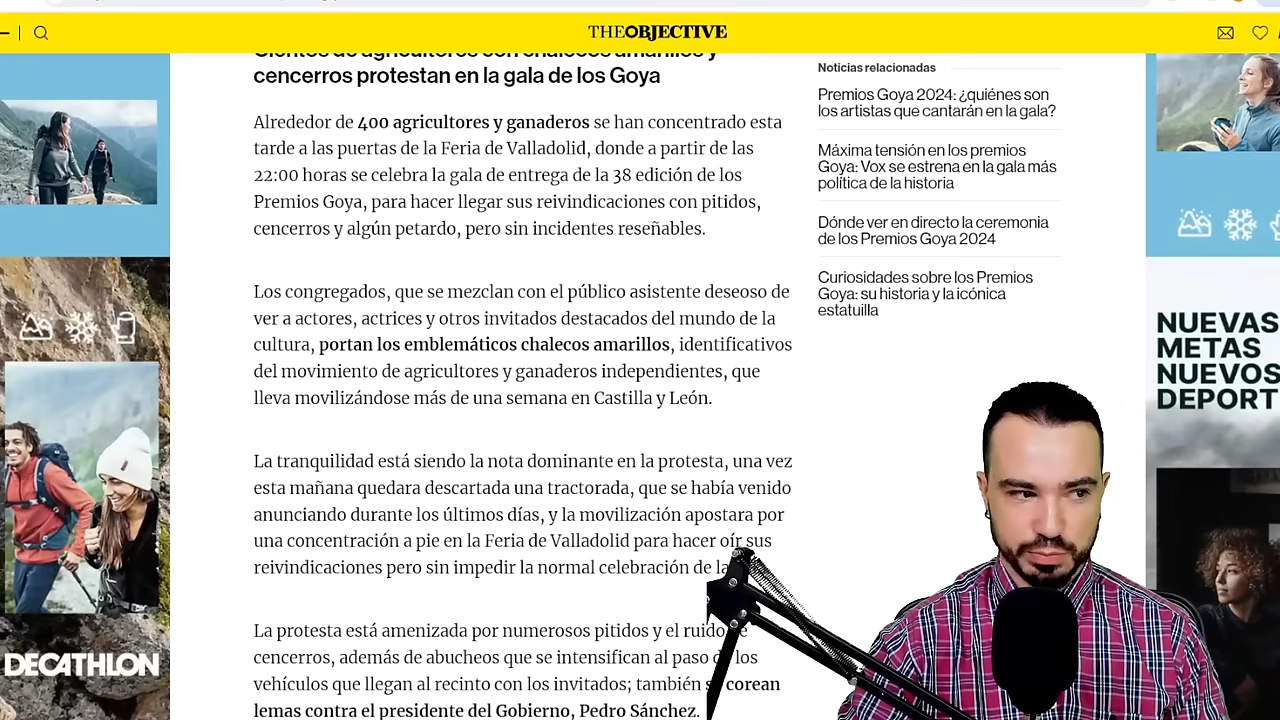 THEOBJECTIVE
Cientos de agricultores con chalecos amarillos y
cencerros protestan en la gala de los Goya
Alrededor de 400 agricultores y ganaderos se han concentrado esta
tarde a las puertas de la Feria de Valladolid, donde a partir de las
22:00 horas se celebra la gala de entrega de la 38 edición de los
Premios Goya, para hacer llegar sus reivindicaciones con pitidos,
cencerros y algún petardo, pero sin incidentes reseñables.
Los congregados, que se mezclan con el público asistente deseoso de
ver a actores, actrices y otros invitados destacados del mundo de la
cultura, portan los emblemáticos chalecos amarillos, identificativos
del movimiento de agricultores y ganaderos independientes, que
lleva movilizándose más de una semana en Castilla y León.
La tranquilidad está siendo la nota dominante en la protesta, una vez
esta mañana quedara descartada una tractorada, que se había venido
anunciando durante los últimos días, y la movilización apostara por
una concentración a pie en la Feria de Valladolid para hacer oír sus
reivindicaciones pero sin impedir la normal celebración de la
La protesta está amenizada por numerosos pitidos y el ruido
cencerros, además de abucheos que se intensifican al paso los
vehículos que llegan al recinto con los invitados; también corean
lemas contra el presidente del Gobierno, Pedro Sánchez.
Noticias relacionadas
Premios Goya 2024: ¿quiénes son
los artistas que cantarán en la gala?
Máxima tensión en los premios
Goya: Vox se estrena en la gala más
política de la historia
Dónde ver en directo la ceremonia
de los Premios Goya 2024
Curiosidades sobre los Premios
Goya: su historia y la icónica
estatuilla
DECATHLON
NUEVAS
METAS
NUEVOS
DEPORT